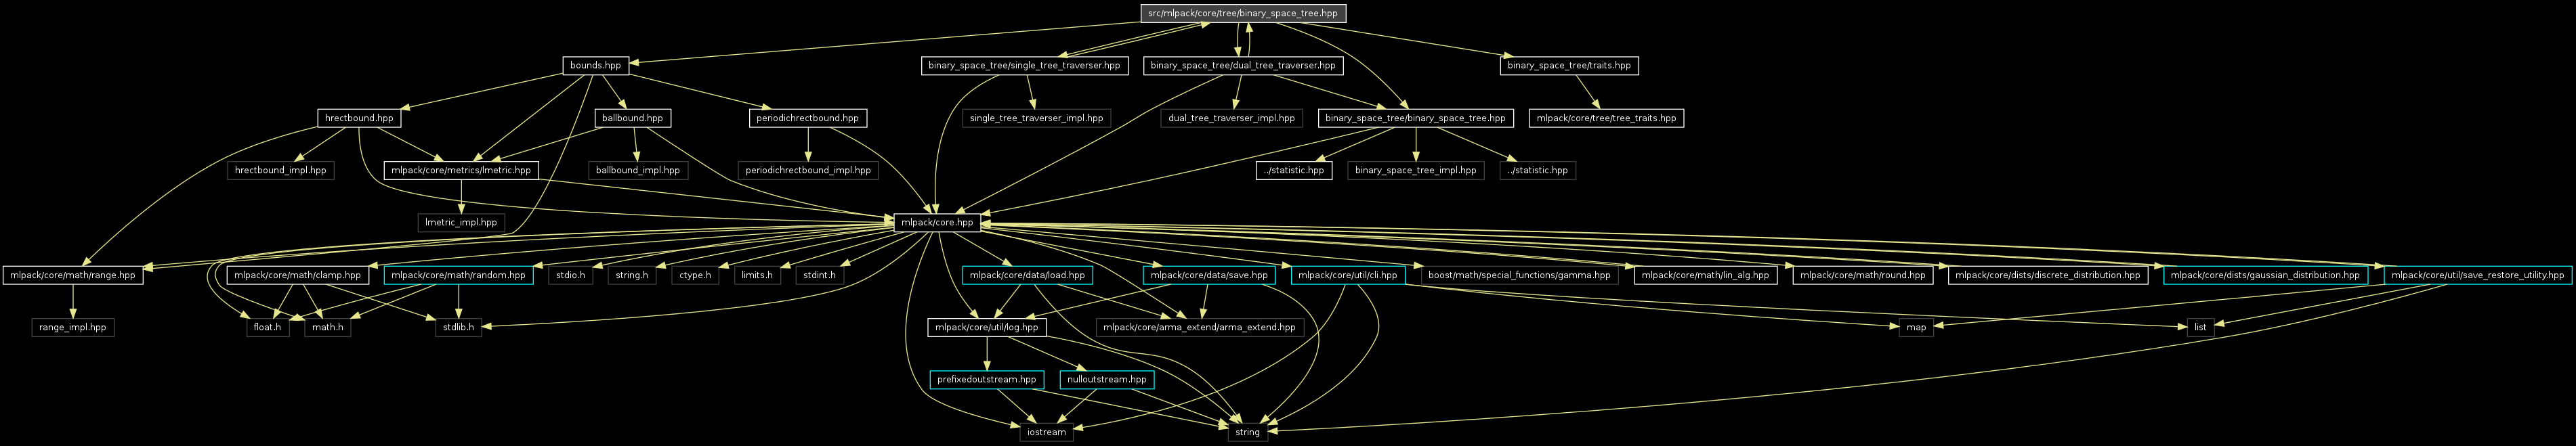 src/mlpack/core/tree/binary_space_tree.hpp
bounds.hpp
binary_space_tree/single_tree_traverser.hpp
binary_space_tree/dual_tree_traverser.hpp
binary_space_tree/traits.hpp
hrectbound.hpp
ballbound.hpp
periodichrectbound.hpp
single_tree_traverser_impl.hpp
dual_tree_traverser_impl.hpp
binary_space_tree/binary_space_tree.hpp
mlpack/core/tree/tree_traits.hpp
hrectbound_impl.hpp
mlpack/core/metrics/lmetric.hpp
ballbound_impl.hpp
periodichrectbound_impl.hpp
../statistic.hpp
binary_space_tree_impl.hpp
../statistic.hpp
lmetric_impl.hpp
mlpack/core.hpp
mlpack/core/math/range.hpp
mlpack/core/math/clamp.hpp
mlpack/core/math/random.hpp
stdio.h
string.h
ctype.h
limits.h
stdint.h
mlpack/core/data/load.hpp
mlpack/core/data/save.hpp
mlpack/core/util/cli.hpp
boost/math/special_functions/gamma.hpp
mlpack/core/math/lin_alg.hpp
mlpack/core/math/round.hpp
mlpack/core/dists/discrete_distribution.hpp
mlpack/core/dists/gaussian_distribution.hpp
mlpack/core/util/save_restore_utility.hpp
range_impl.hpp
float.h
math.h
stdlib.h
mlpack/core/util/log.hpp
mlpack/core/arma_extend/arma_extend.hpp
map
list
prefixedoutstream.hpp
nulloutstream.hpp
iostream
string